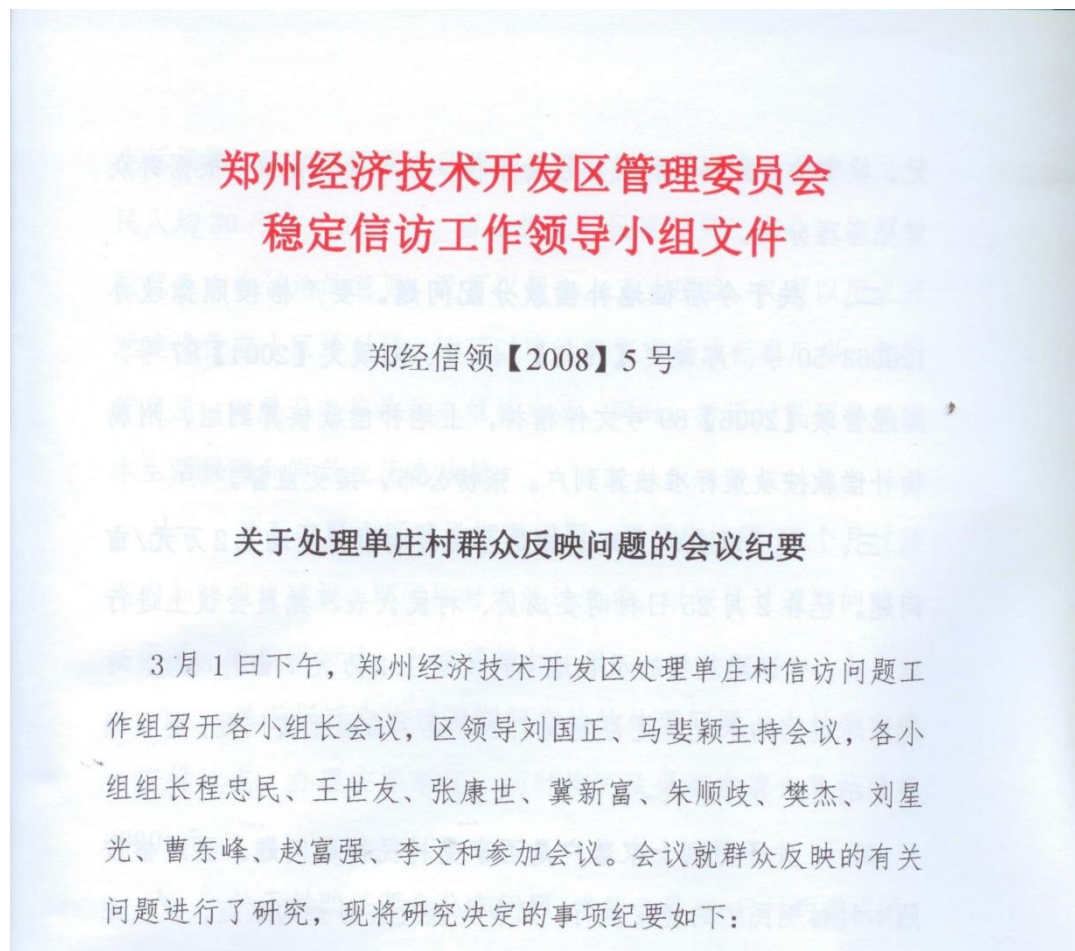 郑州经济技术开发区管理委员会
稳定信访工作领导小组文件
郑经信领【2008】5号
关于处理单庄村群众反映问题的会议纪要
3月1日下午，郑州经济技术开发区处理单庄村信访问题工
作组召开各小组长会议，区领导刘国正、马斐颖主持会议，各小
组组长程忠民、王世发、张康世、冀新富、朱顺歧、樊杰、刘星
光、曹东峰、赵富强、李文和参加会议。会议就群众反映的有关
问题进行了研究，现将研究决定的事项纪要如下：